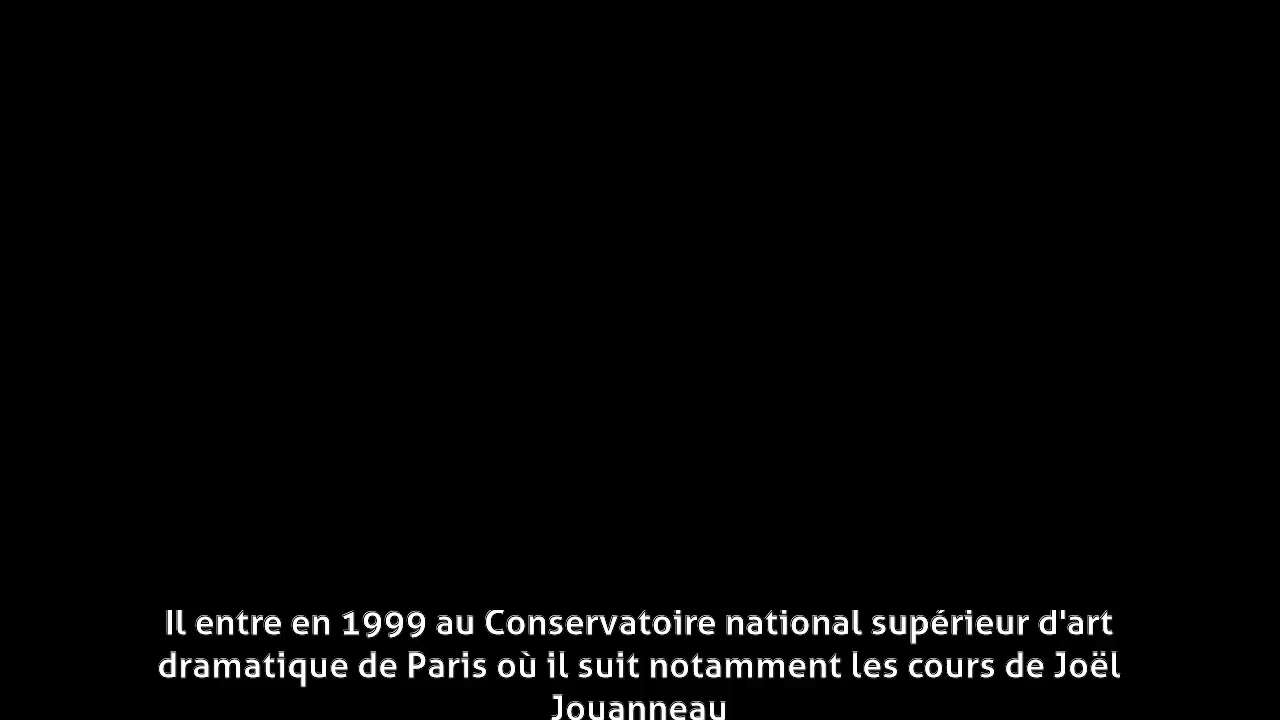 Il entre en 1999 au Conservatoire national supérieur d'art
dramatique de Paris où il suit notamment les cours de Joël
Jouanneau